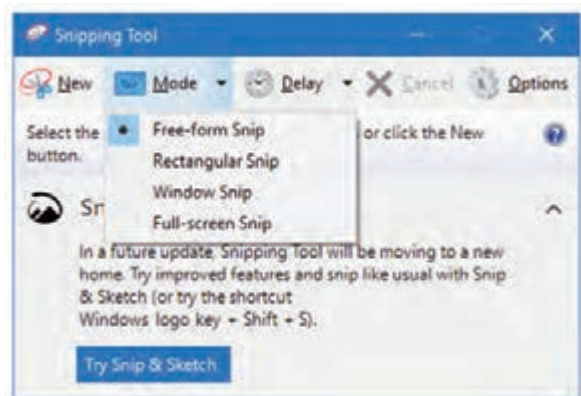 Snipping Tool
New Mode Delay Cancel Options
Select the
or click the New
button.
Free-form Snip
Rectangular Snip
Window Snip
Full-screen Snip
Sn
In a future update, Snipping Tool will be moving to a new
home. Try improved features and snip like usual with Snip
& Sketch (or try the shortcut
Windows logo key + Shift + S).
Try Snip & Sketch